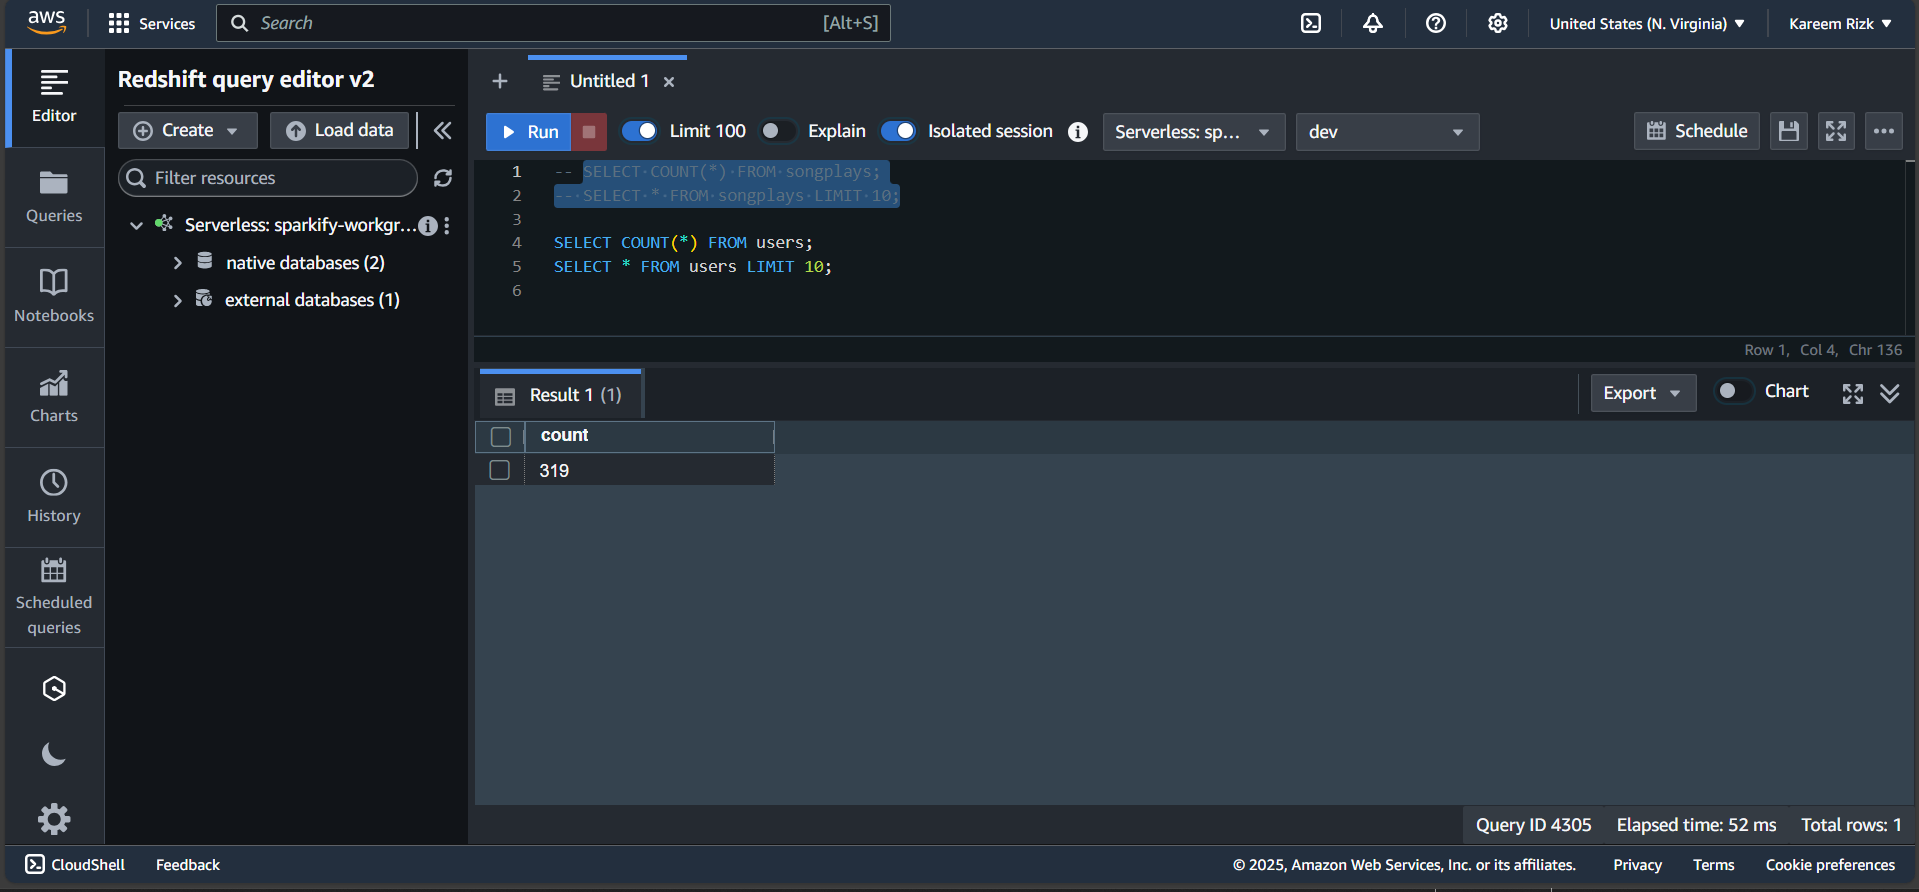 aws
Services
Search
[Alt+S]
United States (N. Virginia)
Kareem Rizk
Editor
Queries
Notebooks
Charts
History
Scheduled
queries
Redshift query editor v2
Create
Load data
Filter resources
Serverless: sparkify-workgr...
native databases (2)
external databases (1)
Untitled 1
Run
Limit 100
Explain
Isolated session
Serverless: sp...
dev
Schedule
1 -- SELECT COUNT(*) FROM songplays;
2 -- SELECT * FROM songplays LIMIT 10;
3
4 SELECT COUNT(*) FROM users;
5 SELECT * FROM users LIMIT 10;
6
Row 1, Col 4, Chr 136
Result 1 (1)
Export
Chart
count
319
Query ID 4305 Elapsed time: 52 ms Total rows: 1
CloudShell
Feedback
© 2025, Amazon Web Services, Inc. or its affiliates.
Privacy
Terms
Cookie preferences